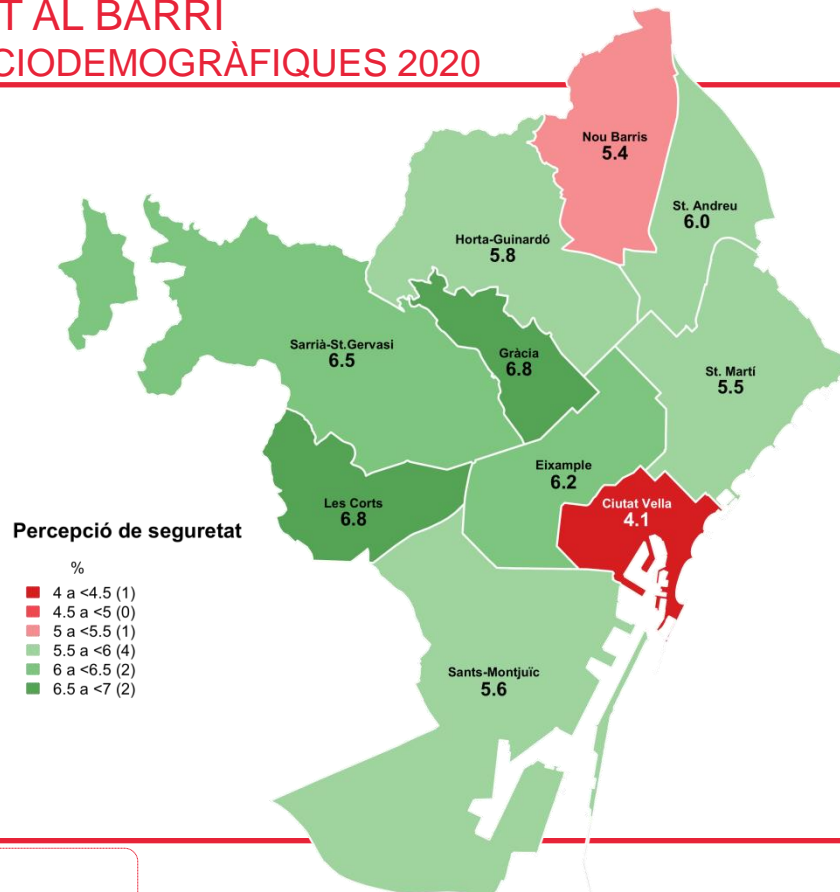 T AL BARRI
CIODEMOGRÀFIQUES 2020
Nou Barris
5.4
St. Andreu
6.0
Horta-Guinardó
5.8
Sarrià-St.Gervasi
6.5
Gràcia
6.8
St. Martí
5.5
Eixample
6.2
Les Corts
6.8
Ciutat Vella
4.1
Percepció de seguretat
%
4 a <4.5 (1)
4.5 a <5 (0)
5 a <5.5 (1)
5.5 a <6 (4)
6 a <6.5 (2)
6.5 a <7 (2)
Sants-Montjuïc
5.6